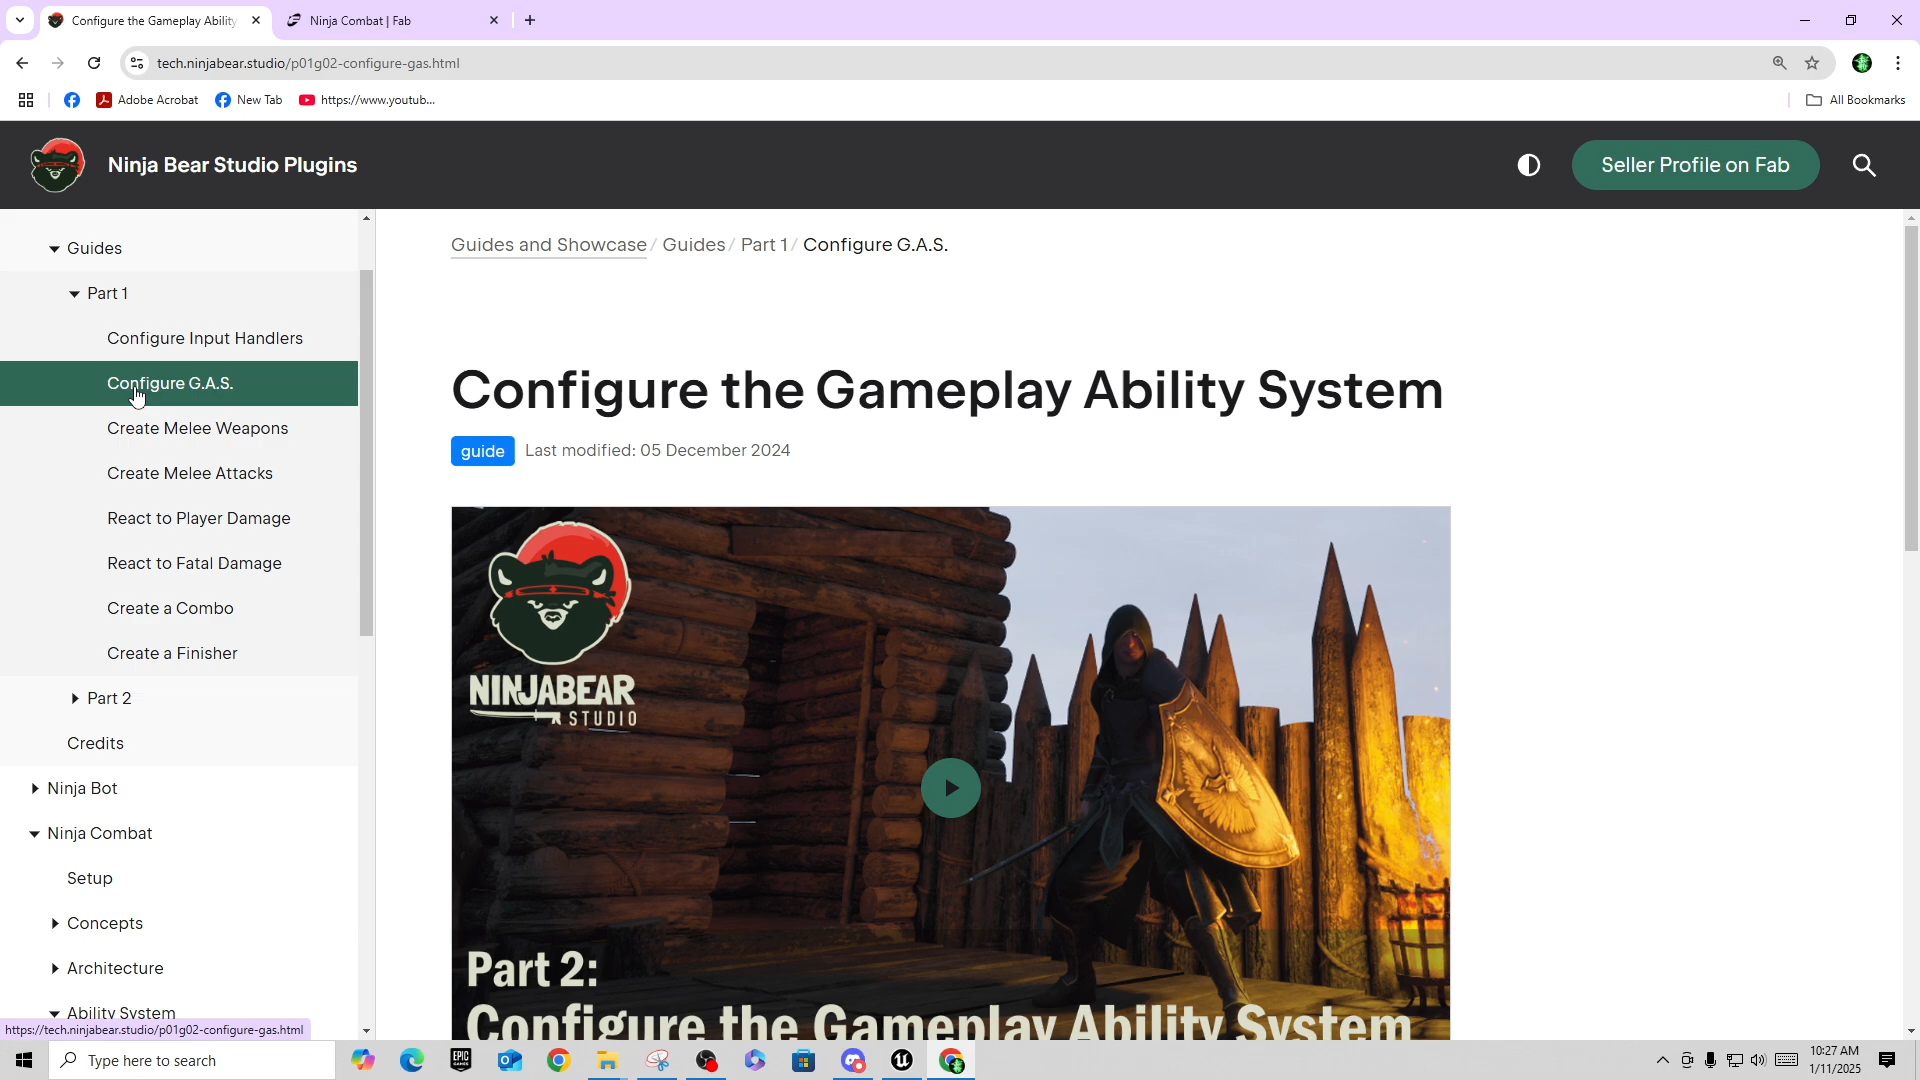 Configure the Gameplay Ability
Ninja Combat | Fab
tech.ninjabear.studio/p01g02-configure-gas.html
Adobe Acrobat
New Tab
https://www.youtub...
All Bookmarks
Ninja Bear Studio Plugins
Seller Profile on Fab
Guides
Part 1
Configure Input Handlers
Configure G.A.S.
Create Melee Weapons
Create Melee Attacks
React to Player Damage
React to Fatal Damage
Create a Combo
Create a Finisher
Part 2
Credits
Ninja Bot
Ninja Combat
Setup
Concepts
Architecture
Ability System
https://tech.ninjabear.studio/p01g02-configure-gas.html
Guides and Showcase / Guides / Part 1 / Configure G.A.S.
Configure the Gameplay Ability System
guide Last modified: 05 December 2024
NINJABEAR
STUDIO
Part 2:
Configure the Gameplay Ability System
Type here to search
EPIC
GAMES
10:27 AM
1/11/2025